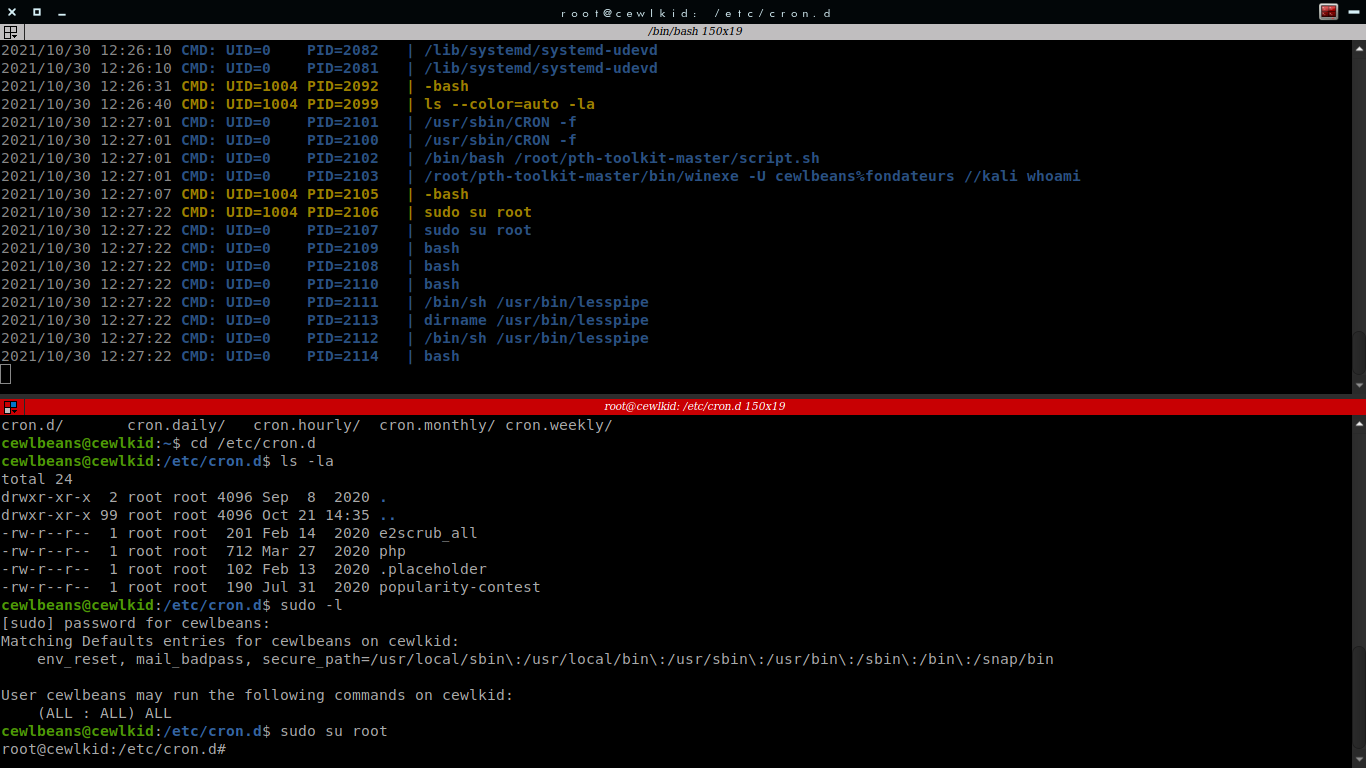 root@cewlkid: /etc/cron.d
/bin/bash 150x19
2021/10/30 12:26:10 CMD: UID=0    PID=2082   | /lib/systemd/systemd-udevd
2021/10/30 12:26:10 CMD: UID=0    PID=2081   | /lib/systemd/systemd-udevd
2021/10/30 12:26:31 CMD: UID=1004 PID=2092   | -bash
2021/10/30 12:26:40 CMD: UID=1004 PID=2099   | ls --color=auto -la
2021/10/30 12:27:01 CMD: UID=0    PID=2101   | /usr/sbin/CRON -f
2021/10/30 12:27:01 CMD: UID=0    PID=2100   | /usr/sbin/CRON -f
2021/10/30 12:27:01 CMD: UID=0    PID=2102   | /bin/bash /root/pth-toolkit-master/script.sh
2021/10/30 12:27:01 CMD: UID=0    PID=2103   | /root/pth-toolkit-master/bin/winexe -U cewlbeans%fondateurs //kali whoami
2021/10/30 12:27:07 CMD: UID=1004 PID=2105   | -bash
2021/10/30 12:27:22 CMD: UID=1004 PID=2106   | sudo su root
2021/10/30 12:27:22 CMD: UID=0    PID=2107   | sudo su root
2021/10/30 12:27:22 CMD: UID=0    PID=2109   | bash
2021/10/30 12:27:22 CMD: UID=0    PID=2108   | bash
2021/10/30 12:27:22 CMD: UID=0    PID=2110   | bash
2021/10/30 12:27:22 CMD: UID=0    PID=2111   | /bin/sh /usr/bin/lesspipe
2021/10/30 12:27:22 CMD: UID=0    PID=2113   | dirname /usr/bin/lesspipe
2021/10/30 12:27:22 CMD: UID=0    PID=2112   | /bin/sh /usr/bin/lesspipe
2021/10/30 12:27:22 CMD: UID=0    PID=2114   | bash
root@cewlkid: /etc/cron.d 150x19
cron.d/       cron.daily/   cron.hourly/  cron.monthly/ cron.weekly/
cewlbeans@cewlkid:~$ cd /etc/cron.d
cewlbeans@cewlkid:/etc/cron.d$ ls -la
total 24
drwxr-xr-x  2 root root 4096 Sep  8  2020 .
drwxr-xr-x 99 root root 4096 Oct 21 14:35 ..
-rw-r--r--  1 root root  201 Feb 14  2020 e2scrub_all
-rw-r--r--  1 root root  712 Mar 27  2020 php
-rw-r--r--  1 root root  102 Feb 13  2020 .placeholder
-rw-r--r--  1 root root  190 Jul 31  2020 popularity-contest
cewlbeans@cewlkid:/etc/cron.d$ sudo -l
[sudo] password for cewlbeans:
Matching Defaults entries for cewlbeans on cewlkid:
    env_reset, mail_badpass, secure_path=/usr/local/sbin\:/usr/local/bin\:/usr/sbin\:/usr/bin\:/sbin\:/bin\:/snap/bin
User cewlbeans may run the following commands on cewlkid:
    (ALL : ALL) ALL
cewlbeans@cewlkid:/etc/cron.d$ sudo su root
root@cewlkid:/etc/cron.d#